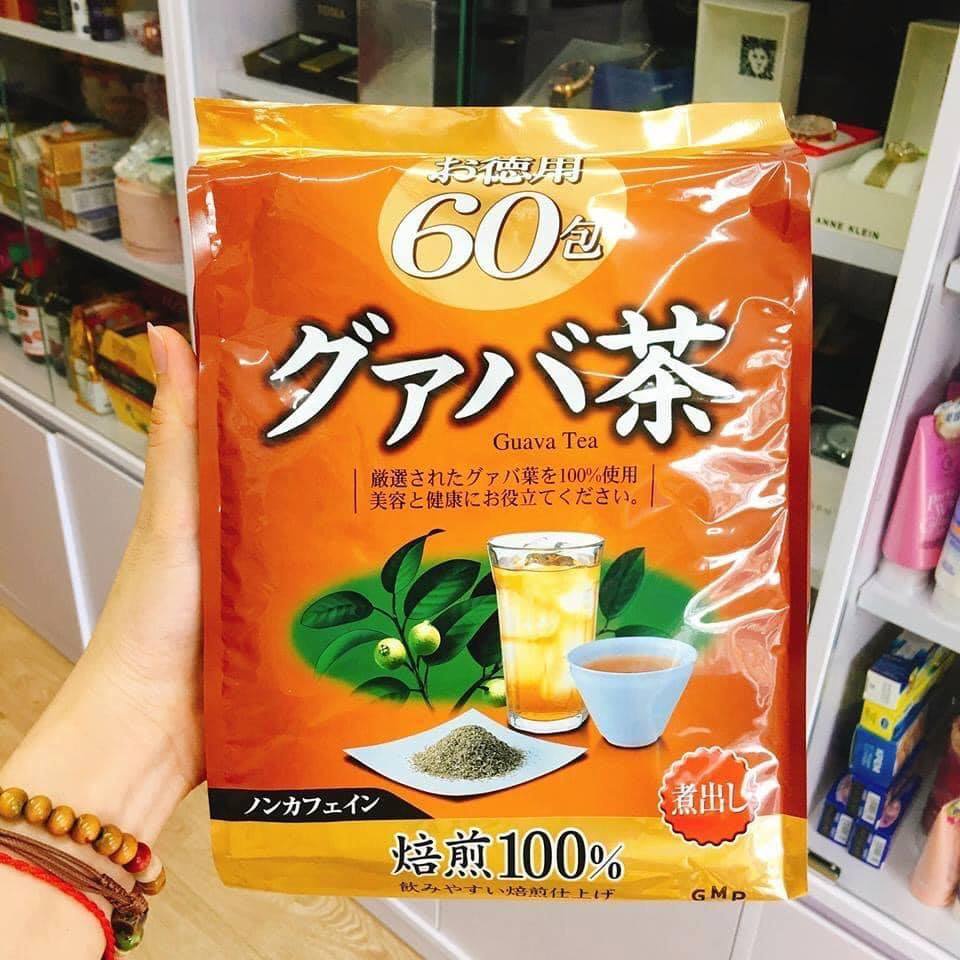 お徳用
60包
グァバ茶
Guava Tea
厳選されたグァバ葉を100%使用
美容と健康にお役立てください。
ノンカフェイン
煮出し
焙煎100%
飲みやすい焙煎仕上げ
GMP
ANNE KLEIN